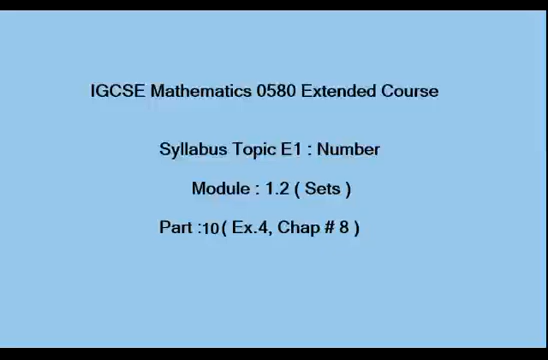 IGCSE Mathematics 0580 Extended Course
Syllabus Topic E1 : Number
Module : 1.2 ( Sets )
Part :10( Ex.4, Chap # 8 )